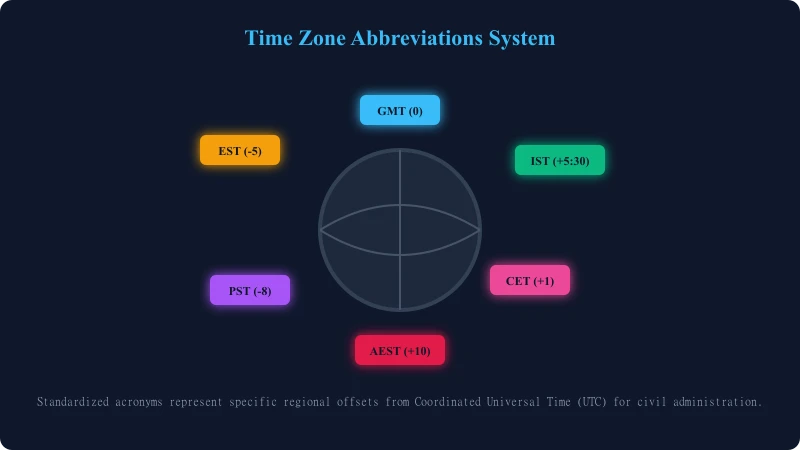 Time Zone Abbreviations System
GMT (0)
EST (-5)
IST (+5:30)
PST (-8)
CET (+1)
AEST (+10)
Standardized acronyms represent specific regional offsets from Coordinated Universal Time (UTC) for civil administration.